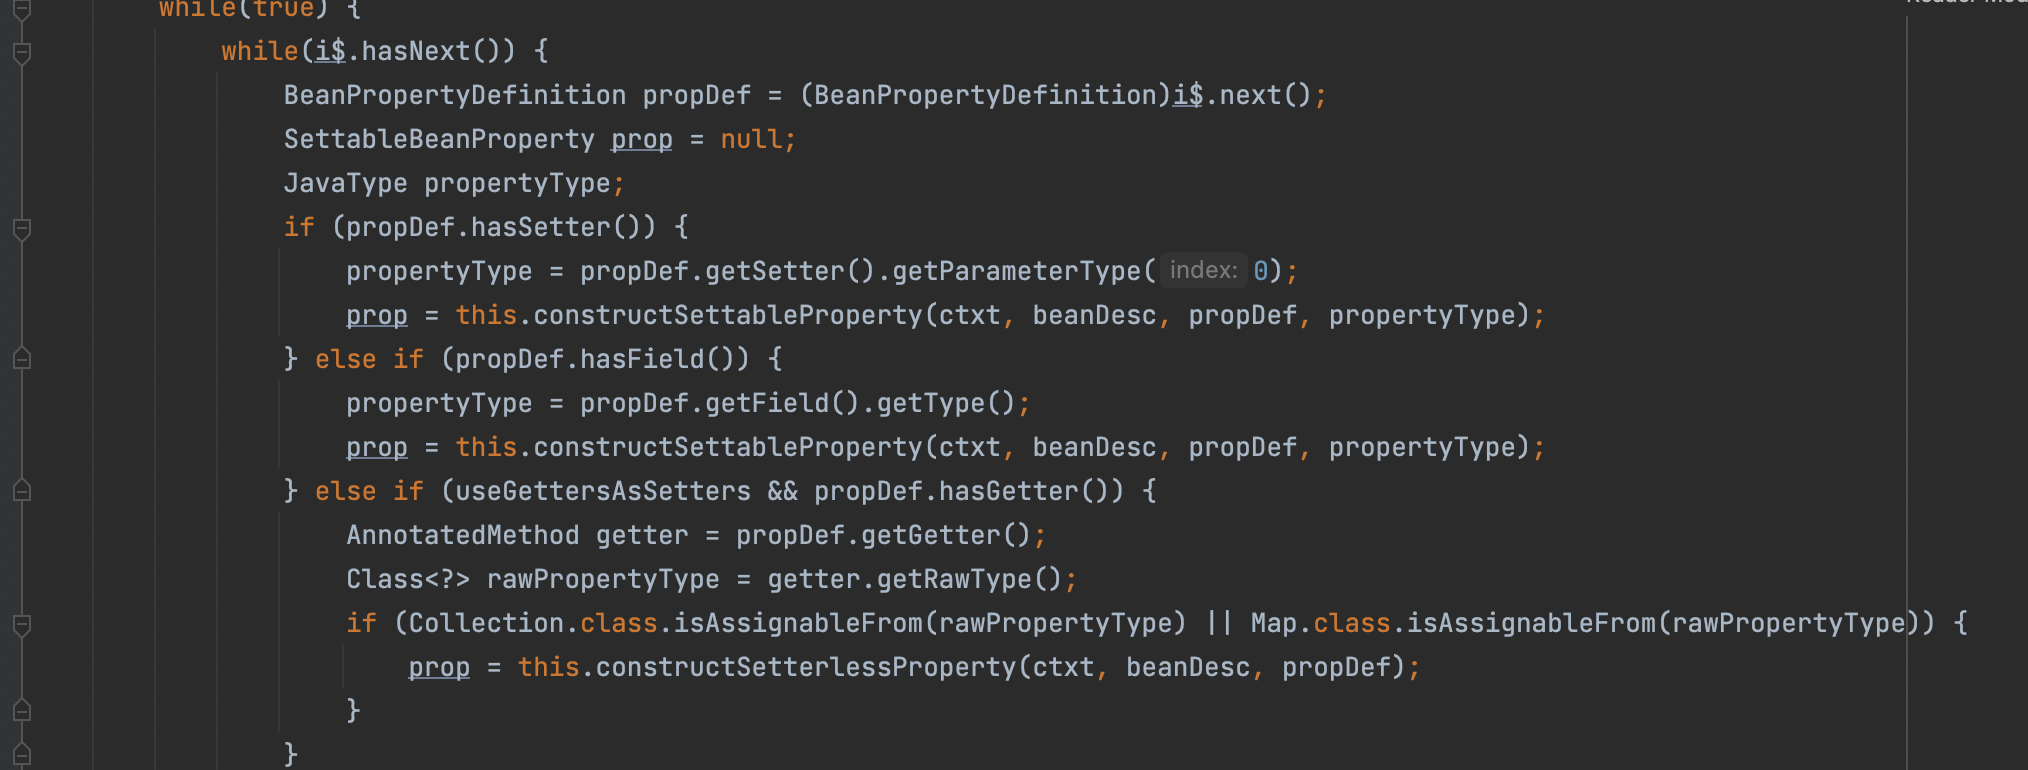 while(true) {
while(i$.hasNext()) {
BeanPropertyDefinition propDef = (BeanPropertyDefinition)i$.next();
SettableBeanProperty prop = null;
JavaType propertyType;
if (propDef.hasSetter()) {
propertyType = propDef.getSetter().getParameterType( index: 0);
prop = this.constructSettableProperty(ctxt, beanDesc, propDef, propertyType);
} else if (propDef.hasField()) {
propertyType = propDef.getField().getType();
prop = this.constructSettableProperty(ctxt, beanDesc, propDef, propertyType);
} else if (useGettersAsSetters && propDef.hasGetter()) {
AnnotatedMethod getter = propDef.getGetter();
Class<?> rawPropertyType = getter.getRawType();
if (Collection.class.isAssignableFrom(rawPropertyType) || Map.class.isAssignableFrom(rawPropertyType)) {
prop = this.constructSetterlessProperty(ctxt, beanDesc, propDef);
}
}